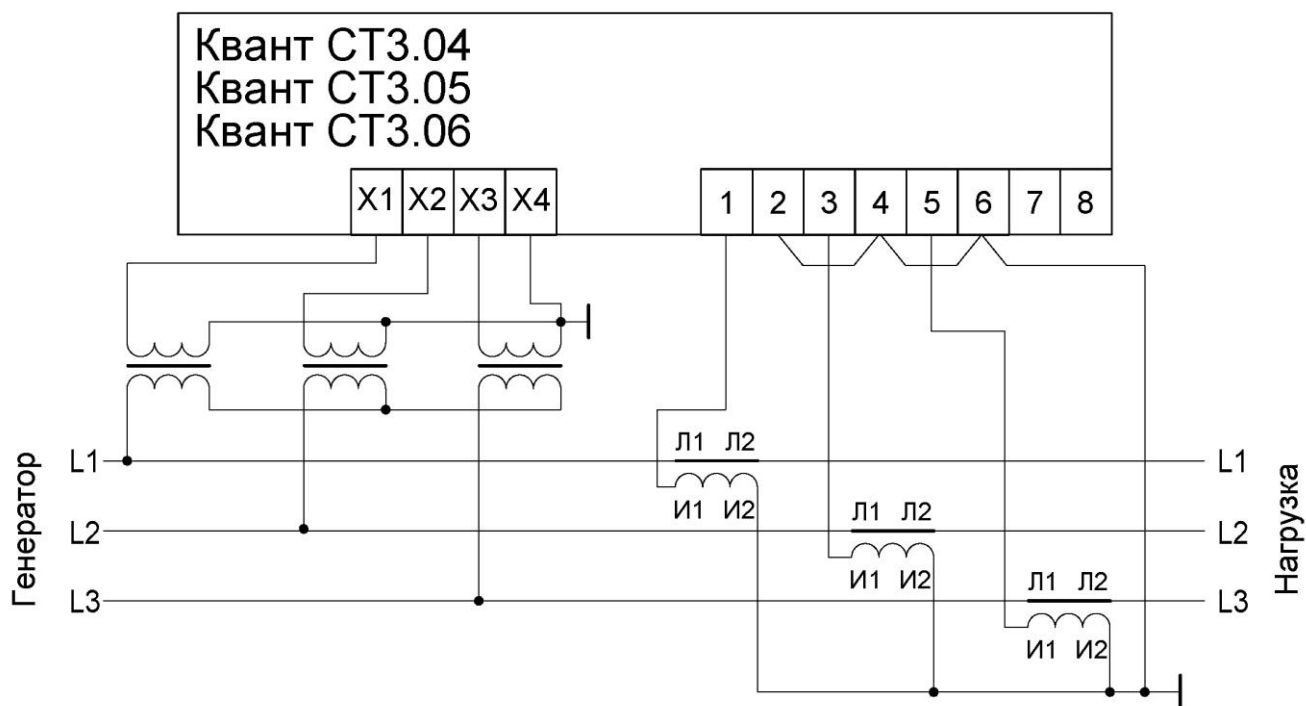 Квант СТ3.04
Квант СТ3.05
Квант СТ3.06
X1 X2 X3 X4 1 2 3 4 5 6 7 8
Генератор
L1 Л1 Л2 L1
И1 И2
L2 Л1 Л2 L2
И1 И2
L3 Л1 Л2 L3
И1 И2
Нагрузка